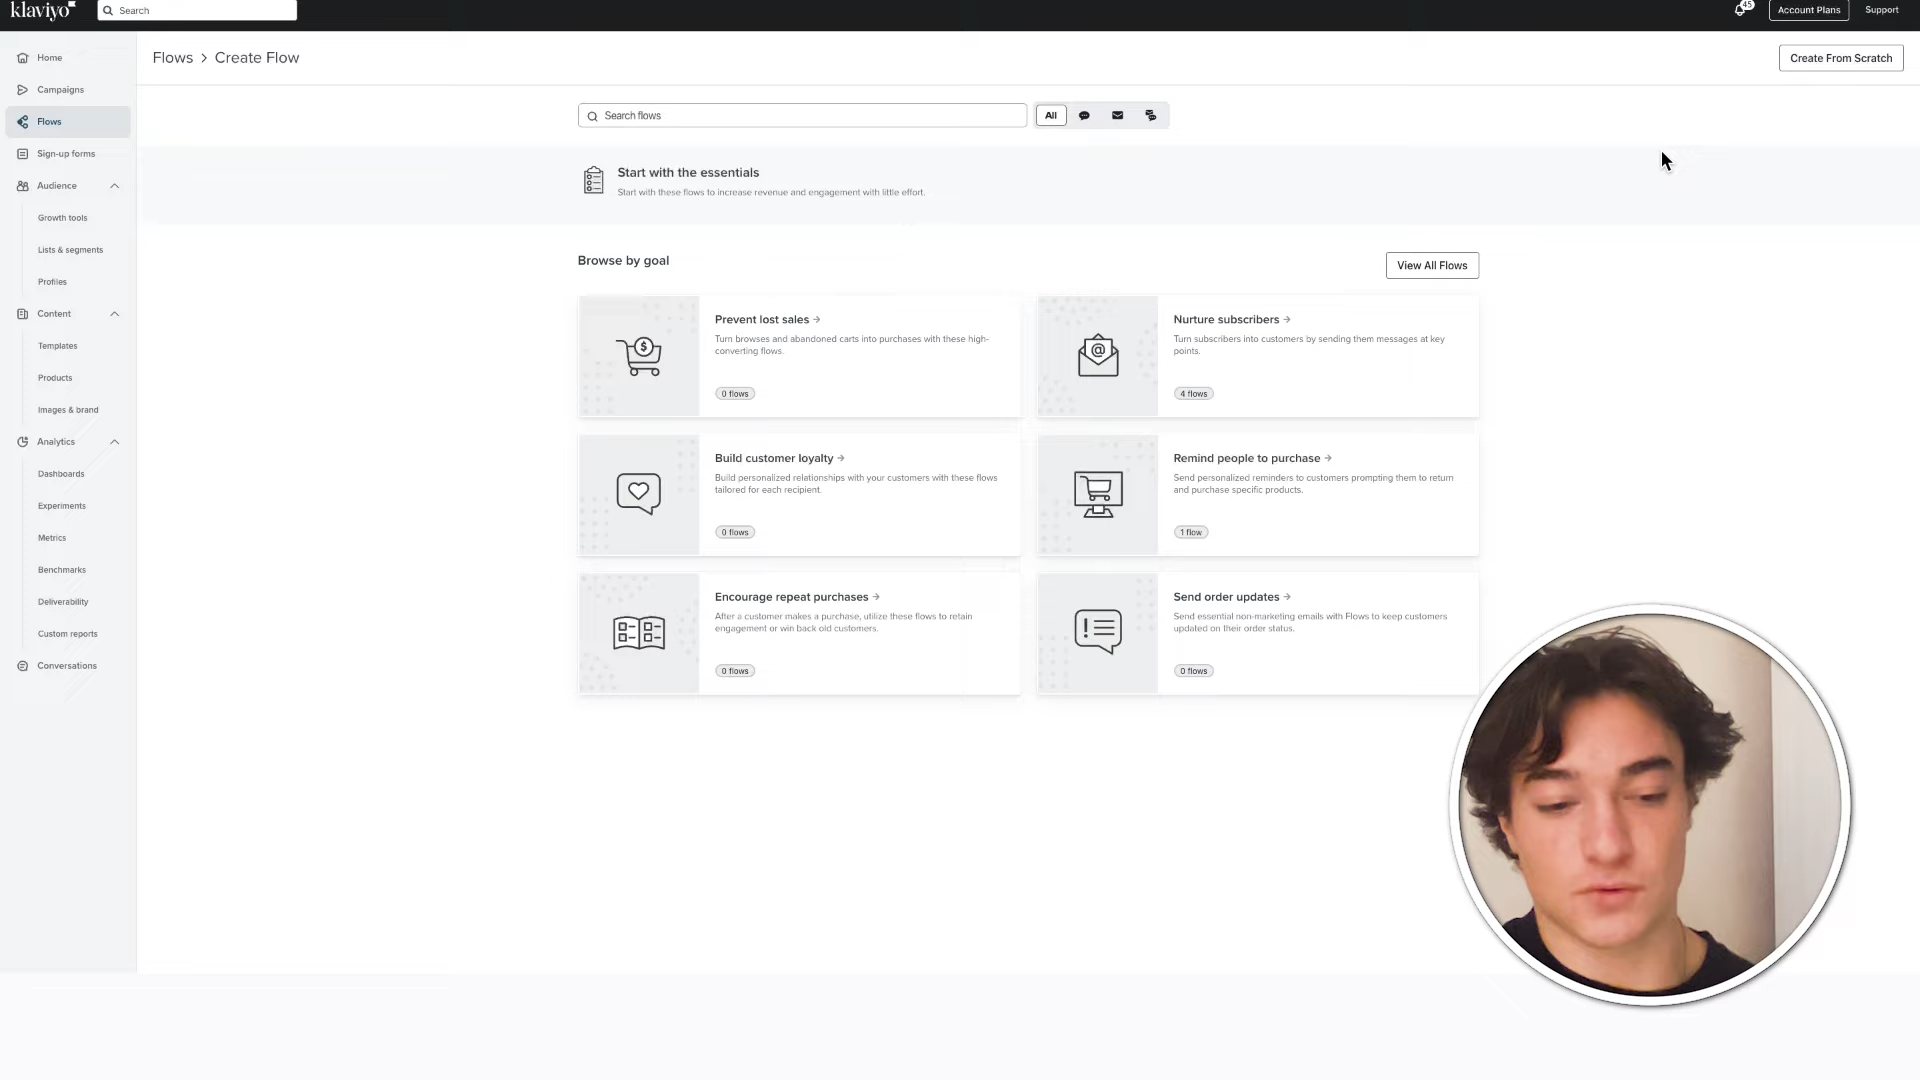 klaviyo
Search
45
Account Plans
Support
Home
Campaigns
Flows
Sign-up forms
Audience
Growth tools
Lists & segments
Profiles
Content
Templates
Products
Images & brand
Analytics
Dashboards
Experiments
Metrics
Benchmarks
Deliverability
Custom reports
Conversations
Flows > Create Flow
Create From Scratch
Search flows
All
Start with the essentials
Start with these flows to increase revenue and engagement with little effort.
Browse by goal
View All Flows
Prevent lost sales →
Turn browses and abandoned carts into purchases with these high-
converting flows.
0 flows
Nurture subscribers →
Turn subscribers into customers by sending them messages at key
points.
4 flows
Build customer loyalty →
Build personalized relationships with your customers with these flows
tailored for each recipient.
0 flows
Remind people to purchase →
Send personalized reminders to customers prompting them to return
and purchase specific products.
1 flow
Encourage repeat purchases →
After a customer makes a purchase, utilize these flows to retain
engagement or win back old customers.
0 flows
Send order updates →
Send essential non-marketing emails with Flows to keep customers
updated on their order status.
0 flows